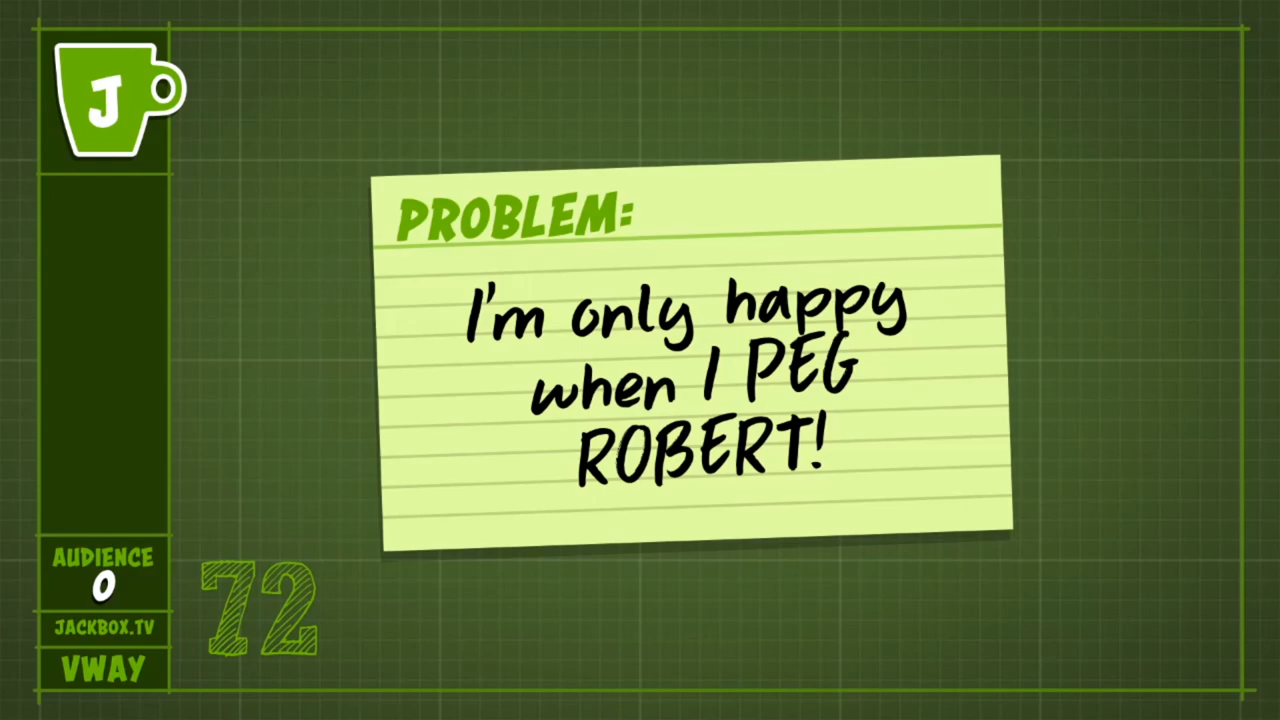 J
PROBLEM:
I'm only happy
when I PEG
ROBERT!
AUDIENCE
0
JACKBOX.TV
VWAY
72